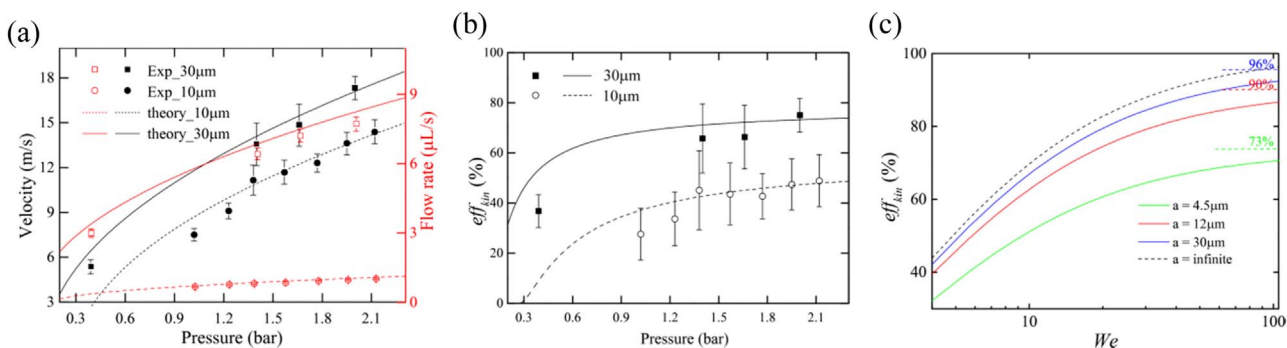 (a)
Velocity (m/s)
18
15
12
9
6
3
Exp_30μm
Exp_10μm
theory_10μm
theory_30μm
9
6
3
0
Flow rate (μL/s)
0.3 0.6 0.9 1.2 1.5 1.8 2.1
Pressure (bar)
(b)
eff_kin (%)
100
80
60
40
20
0
30μm
10μm
0.3 0.6 0.9 1.2 1.5 1.8 2.1
Pressure (bar)
(c)
eff_kin (%)
100
80
60
40
96%
90%
73%
a = 4.5μm
a = 12μm
a = 30μm
a = infinite
10 100
We